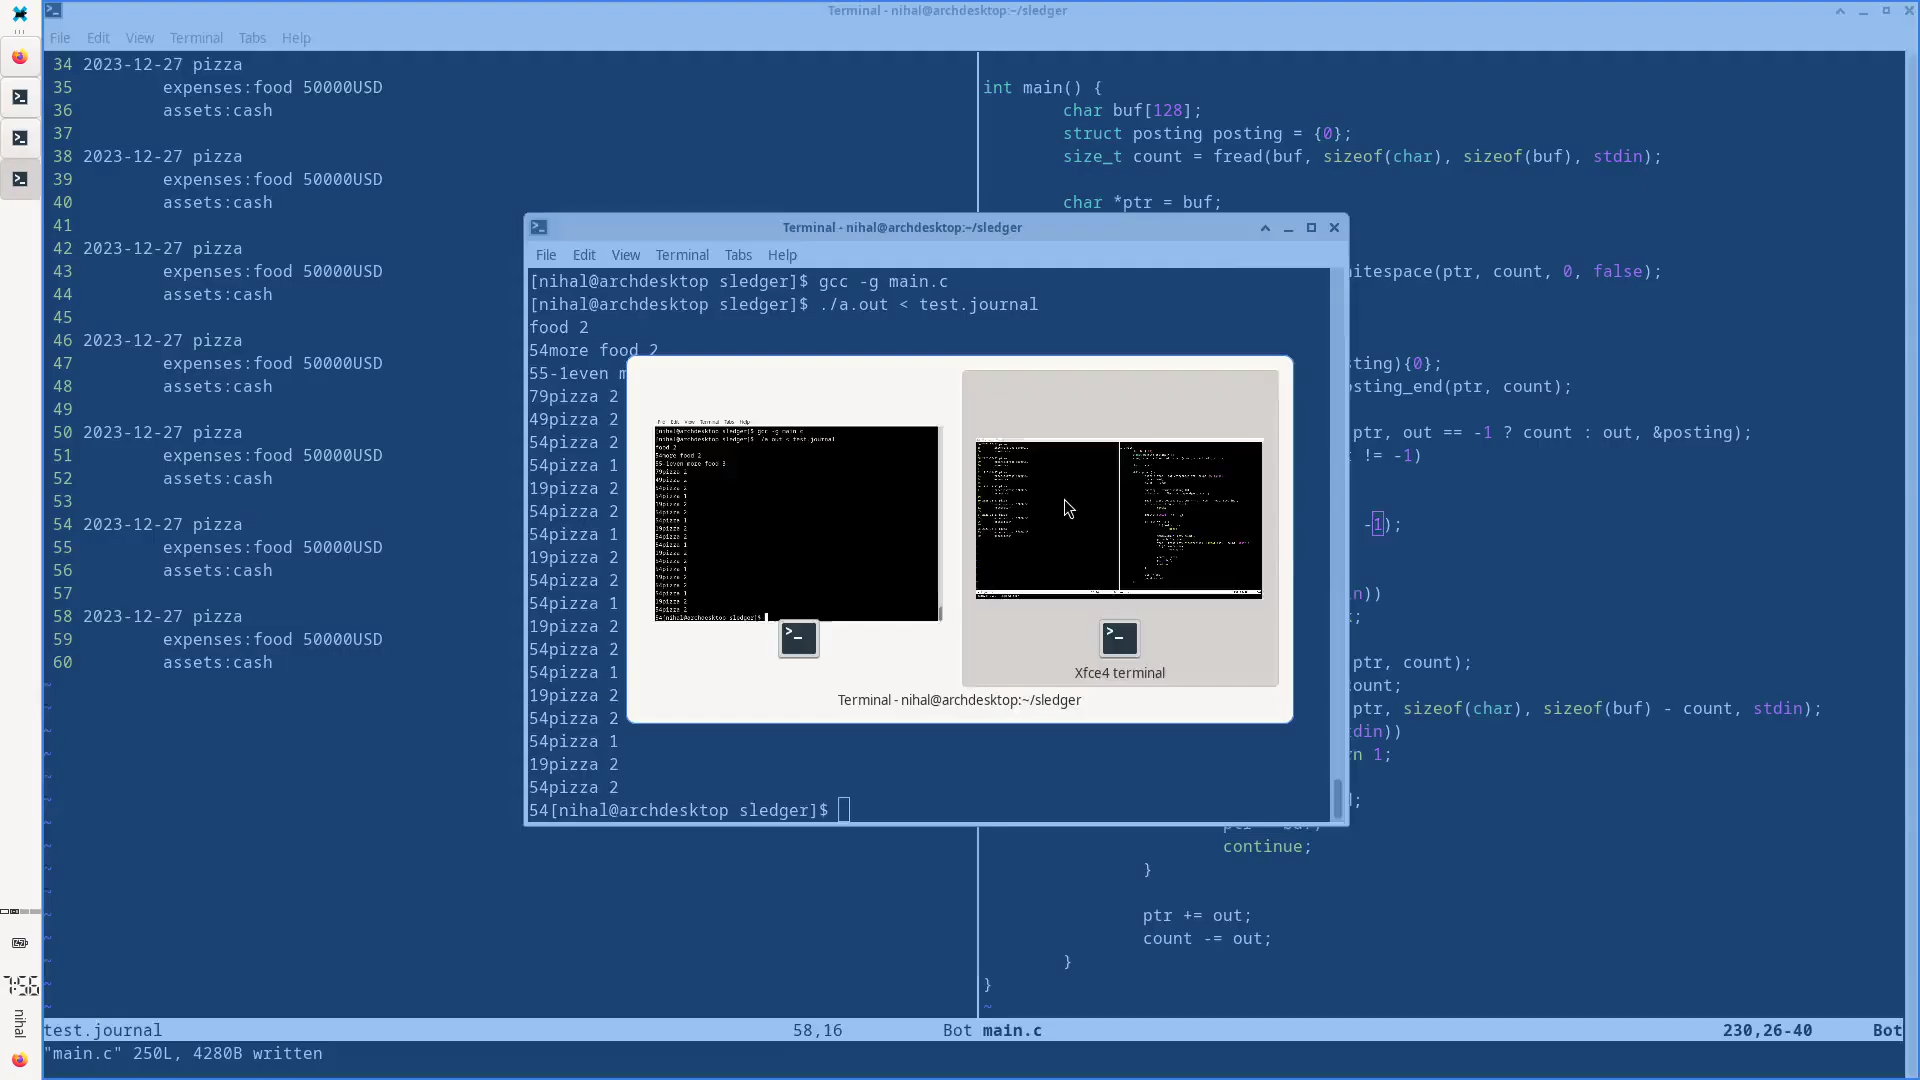 Terminal - nihal@archdesktop:~/sledger
File Edit View Terminal Tabs Help
34 2023-12-27 pizza
35 expenses:food 50000USD
36 assets:cash
37
38 2023-12-27 pizza
39 expenses:food 50000USD
40 assets:cash
41
42 2023-12-27 pizza
43 expenses:food 50000USD
44 assets:cash
45
46 2023-12-27 pizza
47 expenses:food 50000USD
48 assets:cash
49
50 2023-12-27 pizza
51 expenses:food 50000USD
52 assets:cash
53
54 2023-12-27 pizza
55 expenses:food 50000USD
56 assets:cash
57
58 2023-12-27 pizza
59 expenses:food 50000USD
60 assets:cash
test.journal 58,16 Bot
"main.c" 250L, 4280B written
int main() {
char buf[128];
struct posting posting = {0};
size_t count = fread(buf, sizeof(char), sizeof(buf), stdin);
char *ptr = buf;
itespace(ptr, count, 0, false);
sting){0};
sting_end(ptr, count);
ptr, out == -1 ? count : out, &posting);
!= -1)
-1);
n))
;
ptr, count);
count;
ptr, sizeof(char), sizeof(buf) - count, stdin);
din))
n 1;
;
continue;
}
ptr += out;
count -= out;
}
}
~
main.c 230,26-40 Bot
Terminal - nihal@archdesktop:~/sledger
File Edit View Terminal Tabs Help
[nihal@archdesktop sledger]$ gcc -g main.c
[nihal@archdesktop sledger]$ ./a.out < test.journal
food 2
54more food 2
55-1even m
79pizza 2
49pizza 2
54pizza 2
54pizza 1
19pizza 2
54pizza 2
54pizza 1
19pizza 2
54pizza 2
54pizza 1
19pizza 2
54pizza 2
54pizza 1
19pizza 2
54pizza 2
54pizza 1
19pizza 2
54pizza 2
54[nihal@archdesktop sledger]$
Xfce4 terminal
Terminal - nihal@archdesktop:~/sledger
7:56
nihal